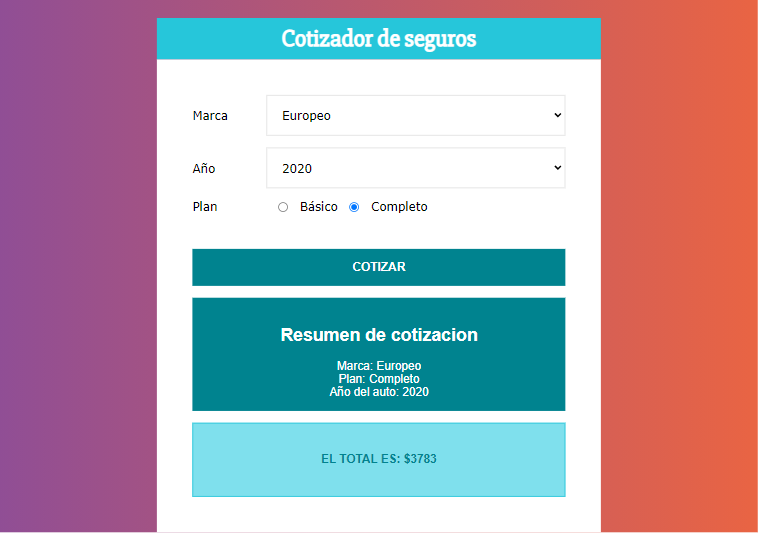 Cotizador de seguros
Marca
Europeo
Año
2020
Plan
Básico
Completo
COTIZAR
Resumen de cotizacion
Marca: Europeo
Plan: Completo
Año del auto: 2020
EL TOTAL ES: $3783